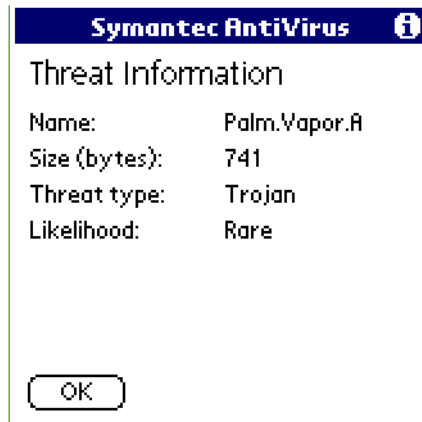 Symantec AntiVirus
Threat Information
Name: Palm.Vapor.A
Size (bytes): 741
Threat type: Trojan
Likelihood: Rare
OK